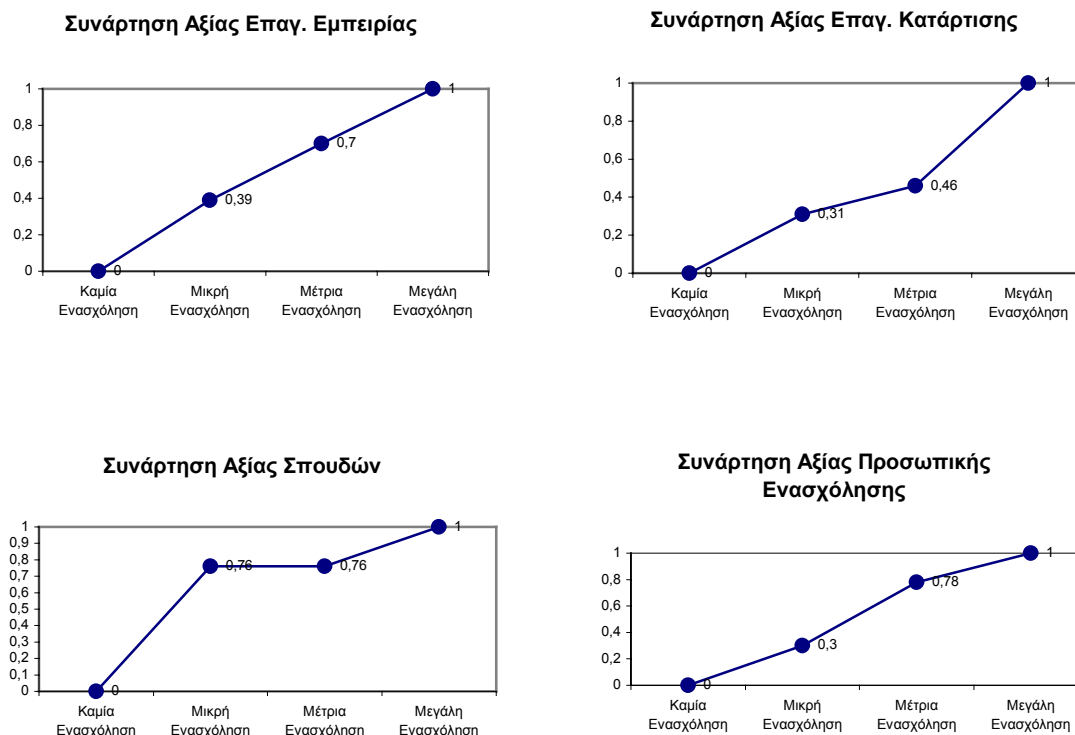 Συνάρτηση Αξίας Επαγ. Εμπειρίας
1
0,8
0,6
0,4
0,2
0
0
0,39
0,7
1
Καμία Ενασχόληση
Μικρή Ενασχόληση
Μέτρια Ενασχόληση
Μεγάλη Ενασχόληση
Συνάρτηση Αξίας Επαγ. Κατάρτισης
1
0,8
0,6
0,4
0,2
0
0
0,31
0,46
1
Καμία Ενασχόληση
Μικρή Ενασχόληση
Μέτρια Ενασχόληση
Μεγάλη Ενασχόληση
Συνάρτηση Αξίας Σπουδών
1
0,9
0,8
0,7
0,6
0,5
0,4
0,3
0,2
0,1
0
0
0,76
0,76
1
Καμία Ενασχόληση
Μικρή Ενασχόληση
Μέτρια Ενασχόληση
Μεγάλη Ενασχόληση
Συνάρτηση Αξίας Προσωπικής
Ενασχόλησης
1
0,8
0,6
0,4
0,2
0
0
0,3
0,78
1
Καμία Ενασχόληση
Μικρή Ενασχόληση
Μέτρια Ενασχόληση
Μεγάλη Ενασχόληση